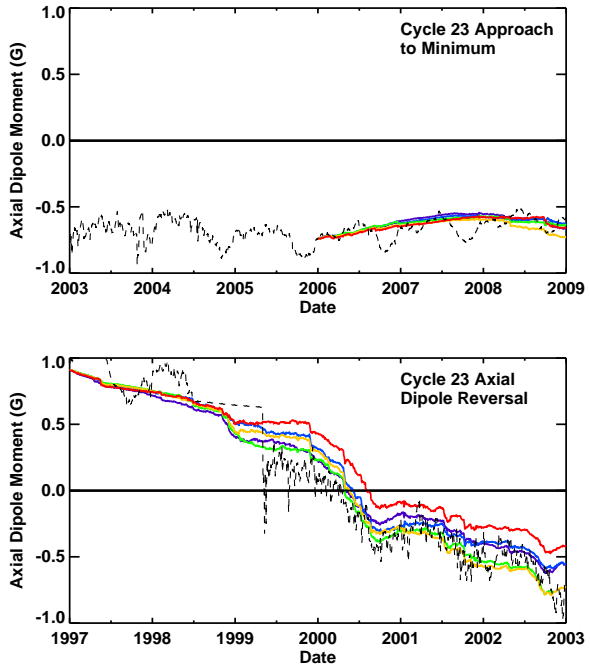 1.0
0.5
0.0
-0.5
-1.0
Axial Dipole Moment (G)
Cycle 23 Approach
to Minimum
2003 2004 2005 2006 2007 2008 2009
Date
1.0
0.5
0.0
-0.5
-1.0
Axial Dipole Moment (G)
Cycle 23 Axial
Dipole Reversal
1997 1998 1999 2000 2001 2002 2003
Date